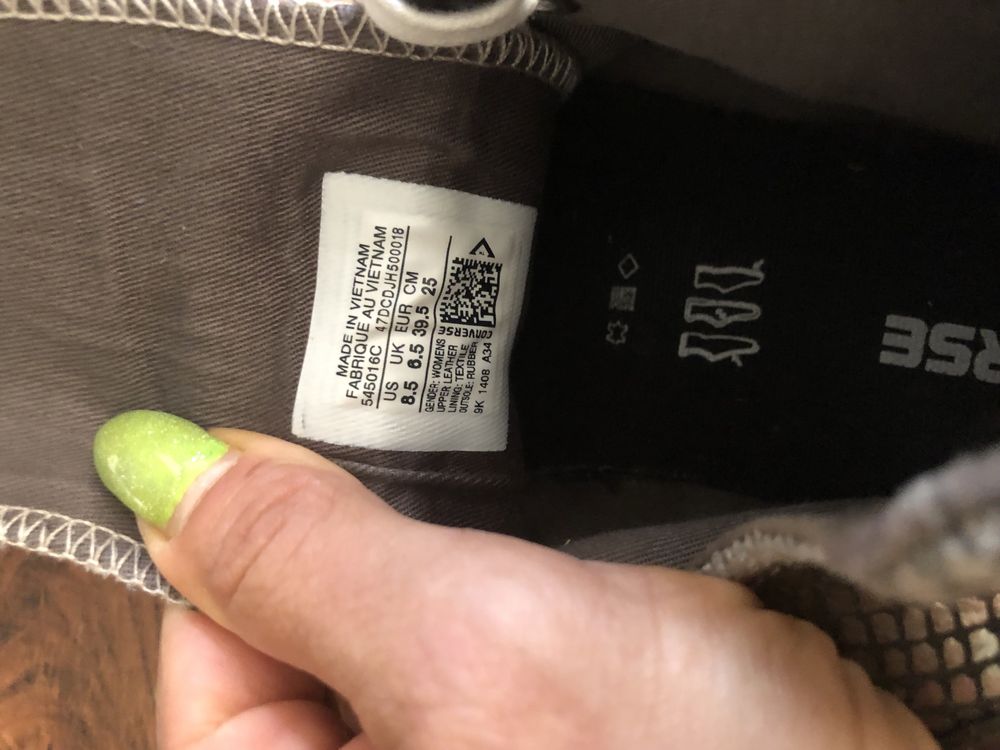 MADE IN VIETNAM
FABRIQUE AU VIETNAM
545016C 47DCDJH500018
US UK EUR CM
8.5 6.5 39.5 25
GENDER: WOMENS
UPPER: LEATHER
LINING: TEXTILE
OUTSOLE: RUBBER
9K 1408 A34
CONVERSE
RSE